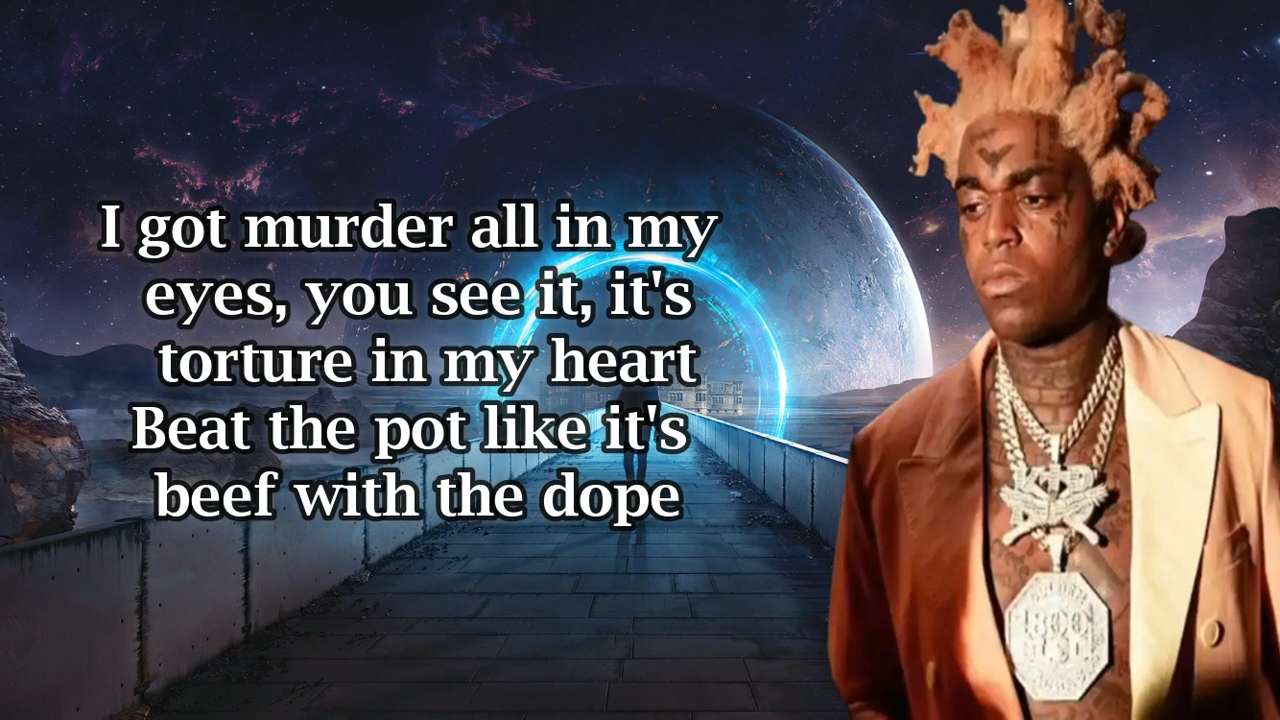 I got murder all in my
eyes, you see it, it's
torture in my heart
Beat the pot like it's
beef with the dope
1800